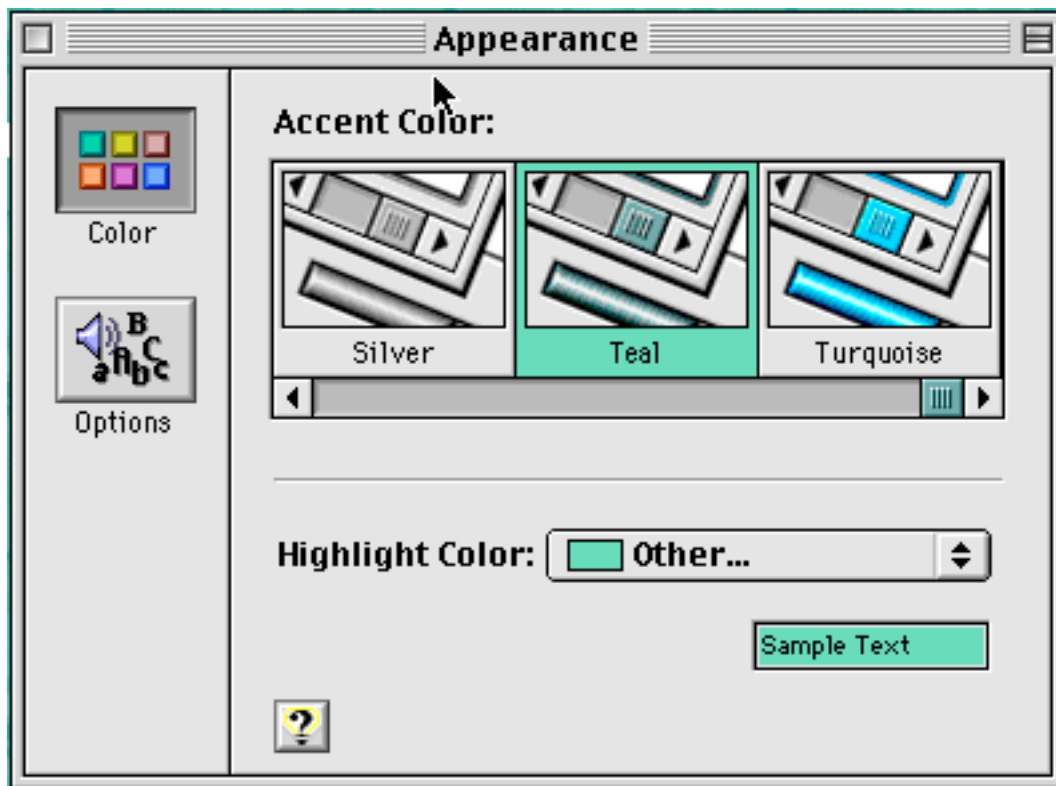 Appearance
Color
Options
B
A C
a b c
Accent Color:
Silver
Teal
Turquoise
Highlight Color:
Other...
Sample Text
?